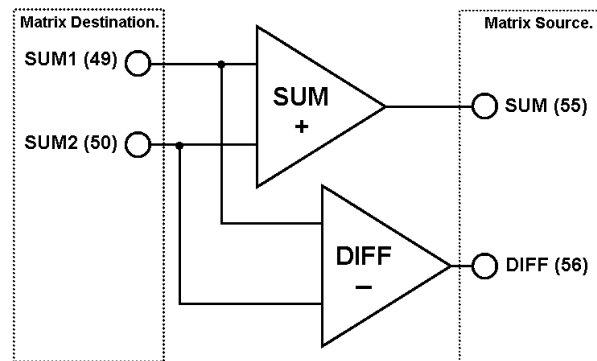 Matrix Destination.
Matrix Source.
SUM1 (49)
SUM
+
SUM (55)
SUM2 (50)
DIFF
−
DIFF (56)